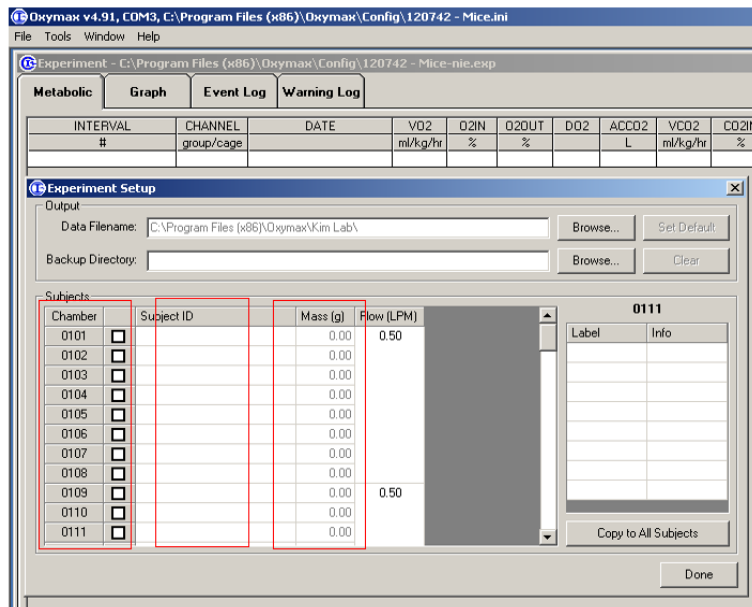 Oxymax v4.91, COM3, C:\Program Files (x86)\Oxymax\Config\120742 - Mice.ini
File Tools Window Help
Experiment - C:\Program Files (x86)\Oxymax\Config\120742 - Mice-nie.exp
Metabolic Graph Event Log Warning Log
INTERVAL CHANNEL DATE VO2 O2IN O2OUT DO2 ACCO2 VCO2 CO2IN
# group/cage ml/kg/hr % % L ml/kg/hr %
Experiment Setup
Output
Data Filename: C:\Program Files (x86)\Oxymax\Kim Lab\ Browse... Set Default
Backup Directory: Browse... Clear
Subjects
Chamber Subject ID Mass (g) Flow (LPM) 0111
0101 0.00 0.50 Label Info
0102 0.00
0103 0.00
0104 0.00
0105 0.00
0106 0.00
0107 0.00
0108 0.00
0109 0.00 0.50
0110 0.00
0111 0.00 Copy to All Subjects
Done